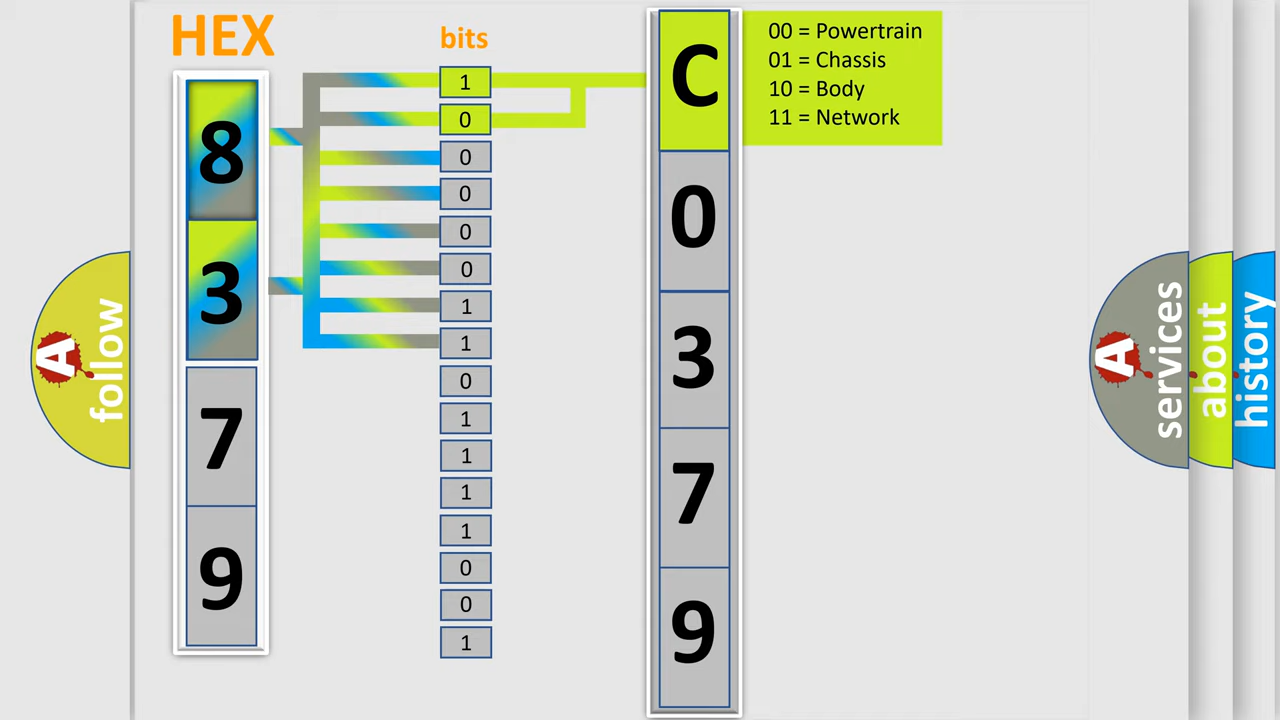 HEX
bits
8
3
7
9
1
0
0
0
0
0
1
1
0
1
1
1
1
0
0
1
C
0
3
7
9
00 = Powertrain
01 = Chassis
10 = Body
11 = Network
A
follow
A
services
about
history